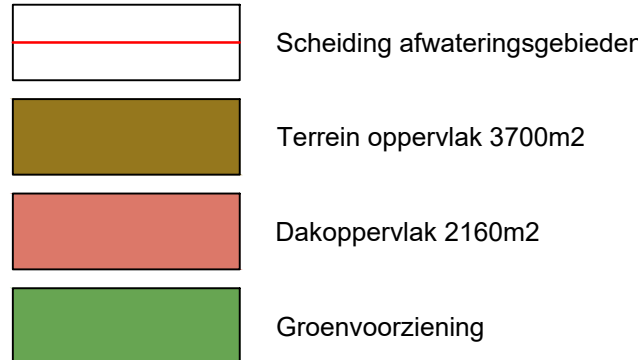 Scheiding afwateringsgebieden
Terrein oppervlak 3700m2
Dakoppervlak 2160m2
Groenvoorziening